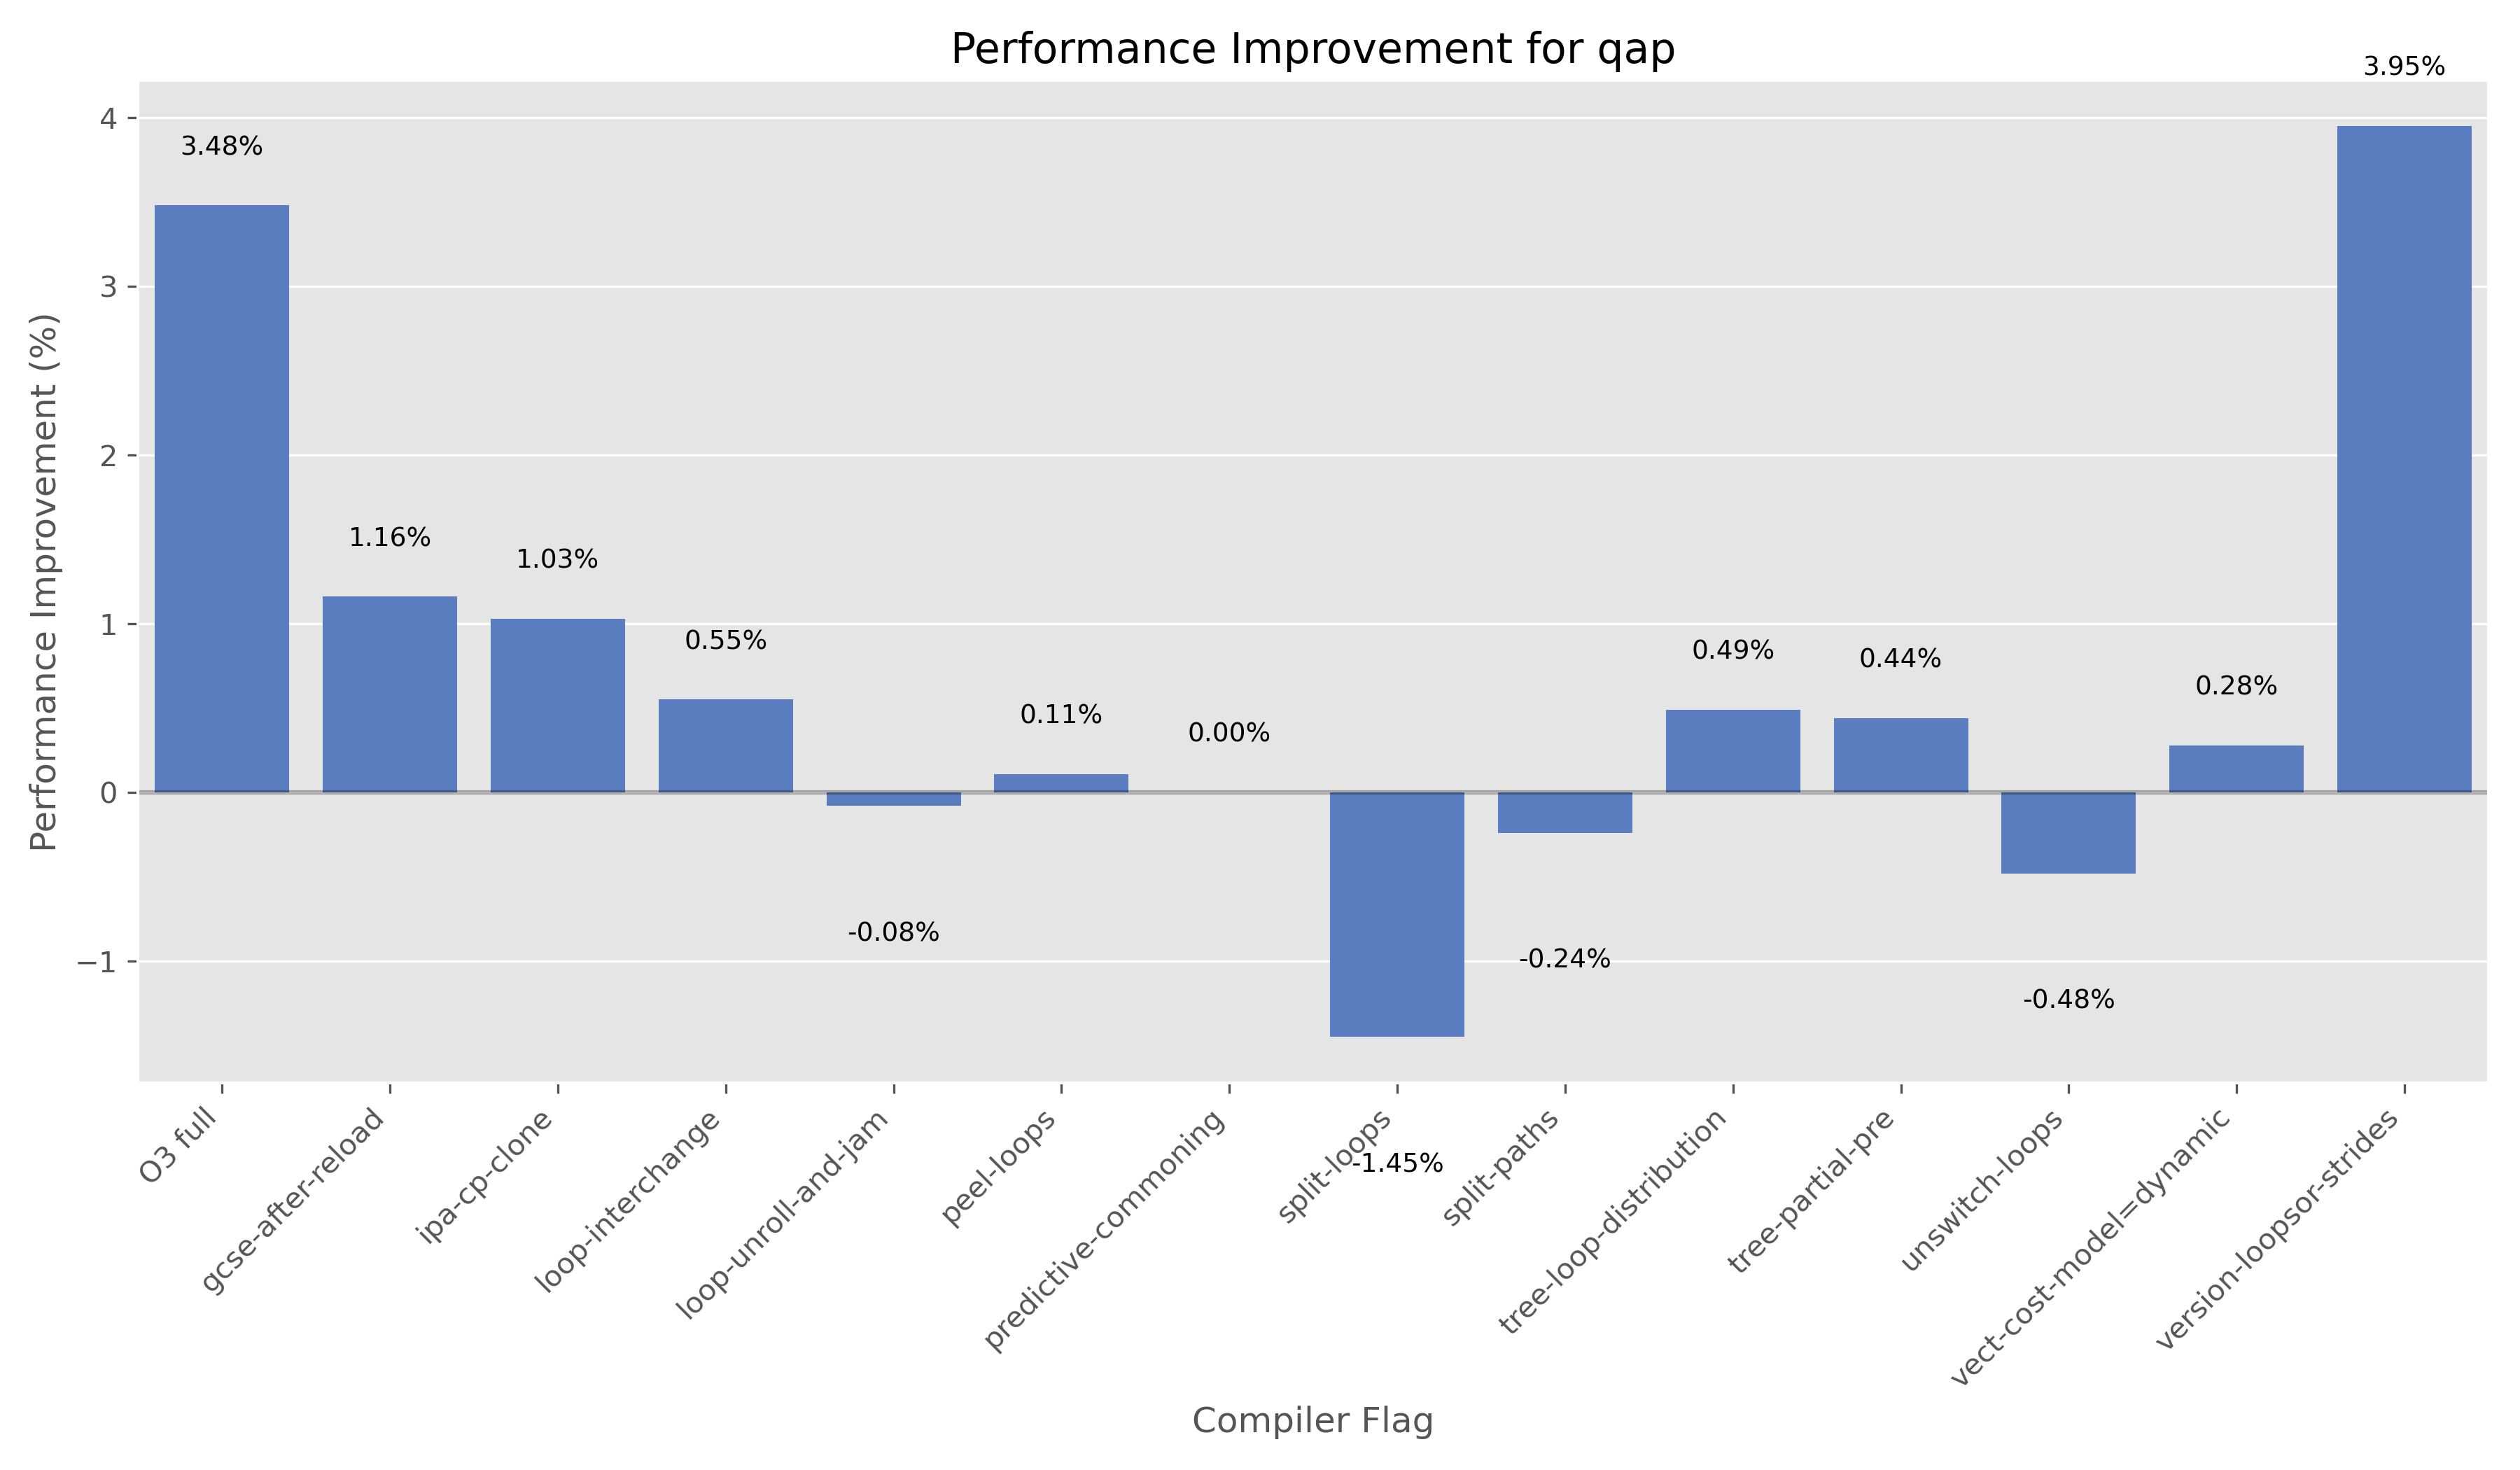 Performance Improvement for qap
3.95%
4
3.48%
3
2
1.16%
1.03%
1
0.55%
0.49%
0.44%
0.28%
0.11%
0.00%
0
-0.08%
-0.24%
−1
-0.48%
-1.45%
Performance Improvement (%)
O3 full
gcse-after-reload
ipa-cp-clone
loop-interchange
loop-unroll-and-jam
peel-loops
predictive-commoning
split-loops
split-paths
tree-loop-distribution
tree-partial-pre
unswitch-loops
vect-cost-model=dynamic
version-loopsor-strides
Compiler Flag